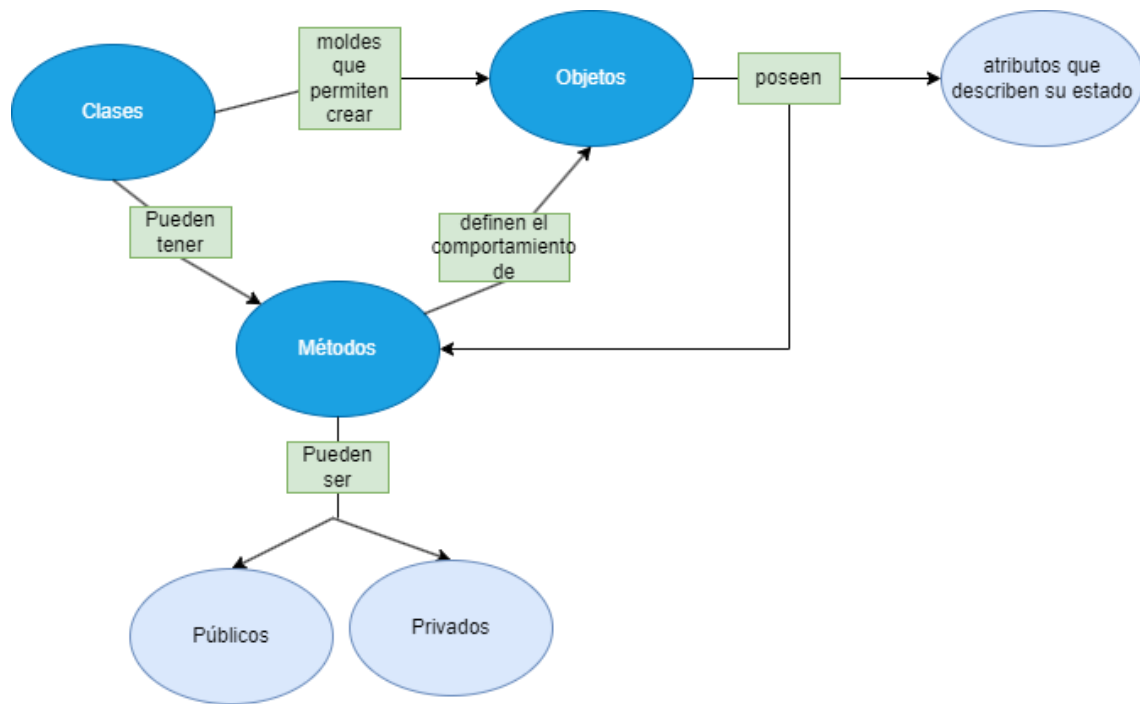 moldes
que
permiten
crear
Clases
Objetos
poseen
atributos que
describen su estado
Pueden
tener
definen el
comportamiento
de
Métodos
Pueden
ser
Públicos
Privados